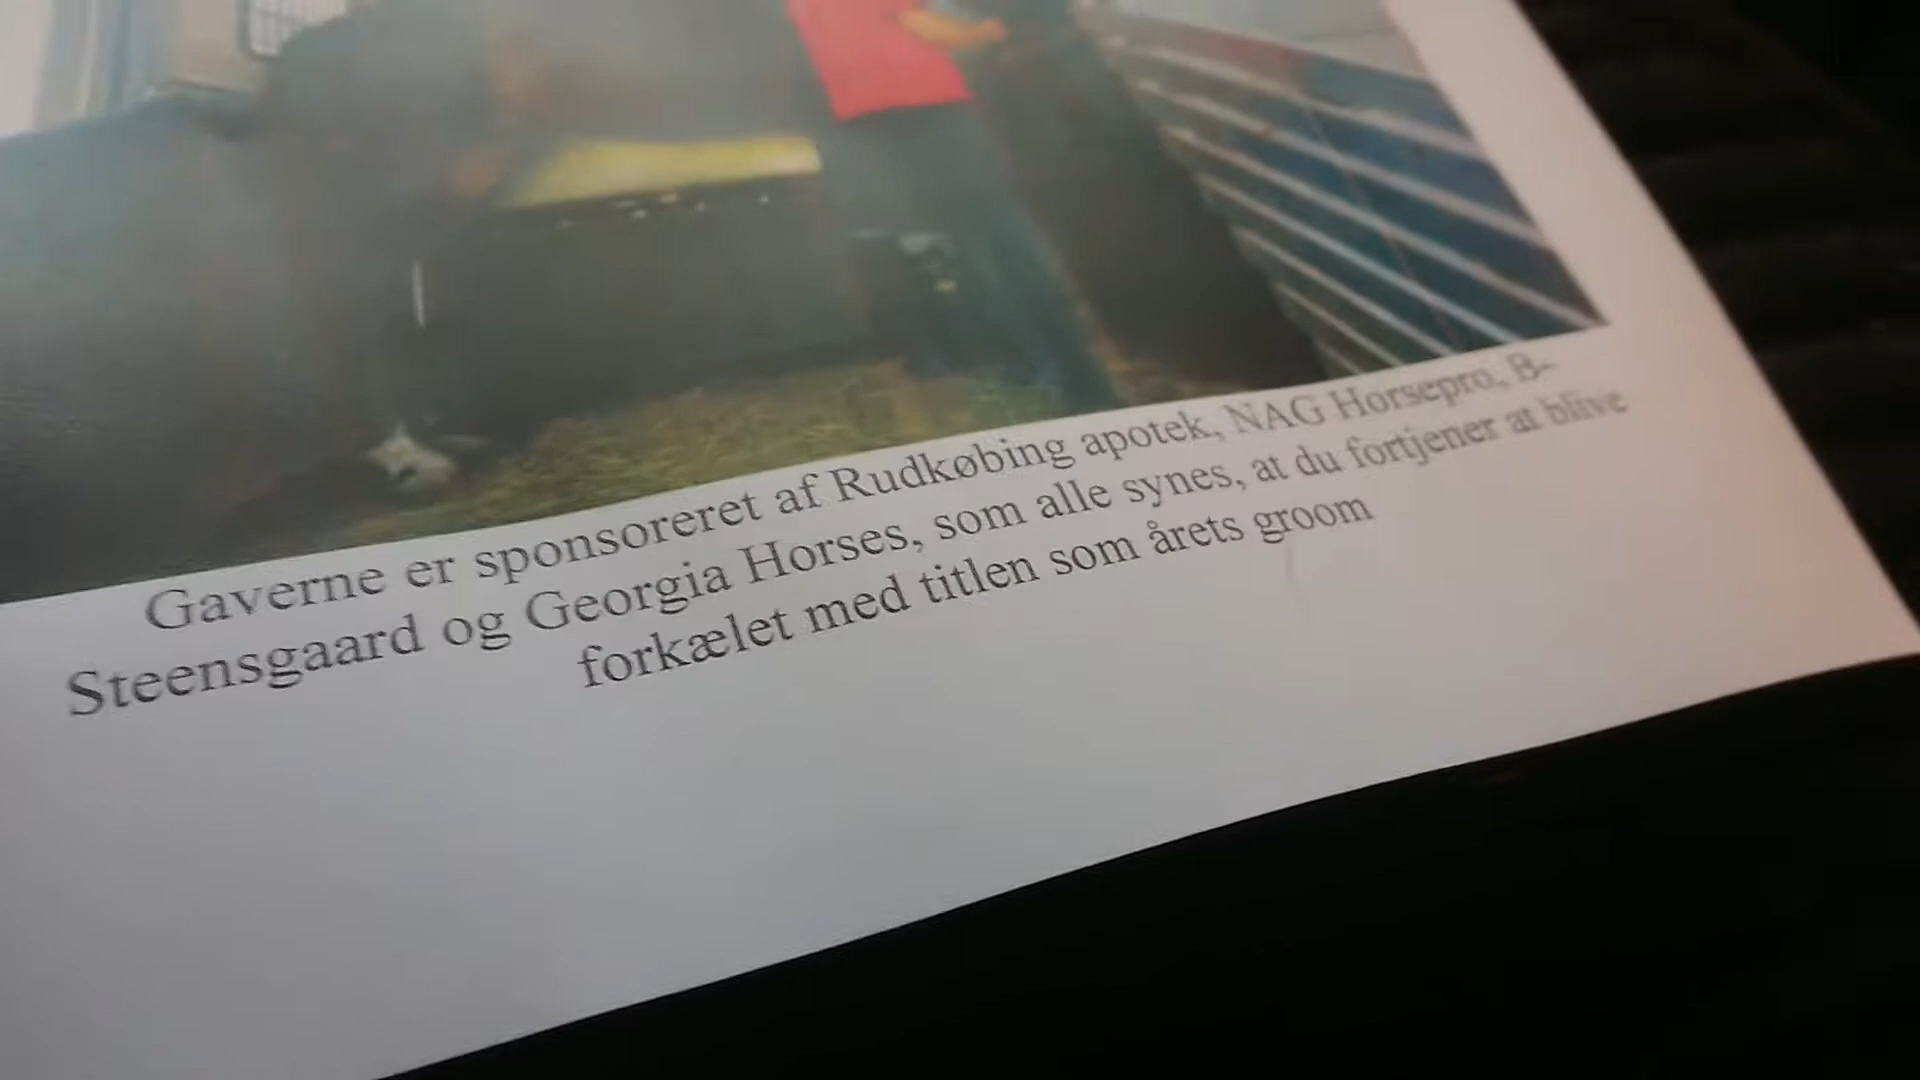 Gaverne er sponsoreret af Rudkøbing apotek, NAG Horsepro, B-
Steensgaard og Georgia Horses, som alle synes, at du fortjener at blive
forkælet med titlen som årets groom